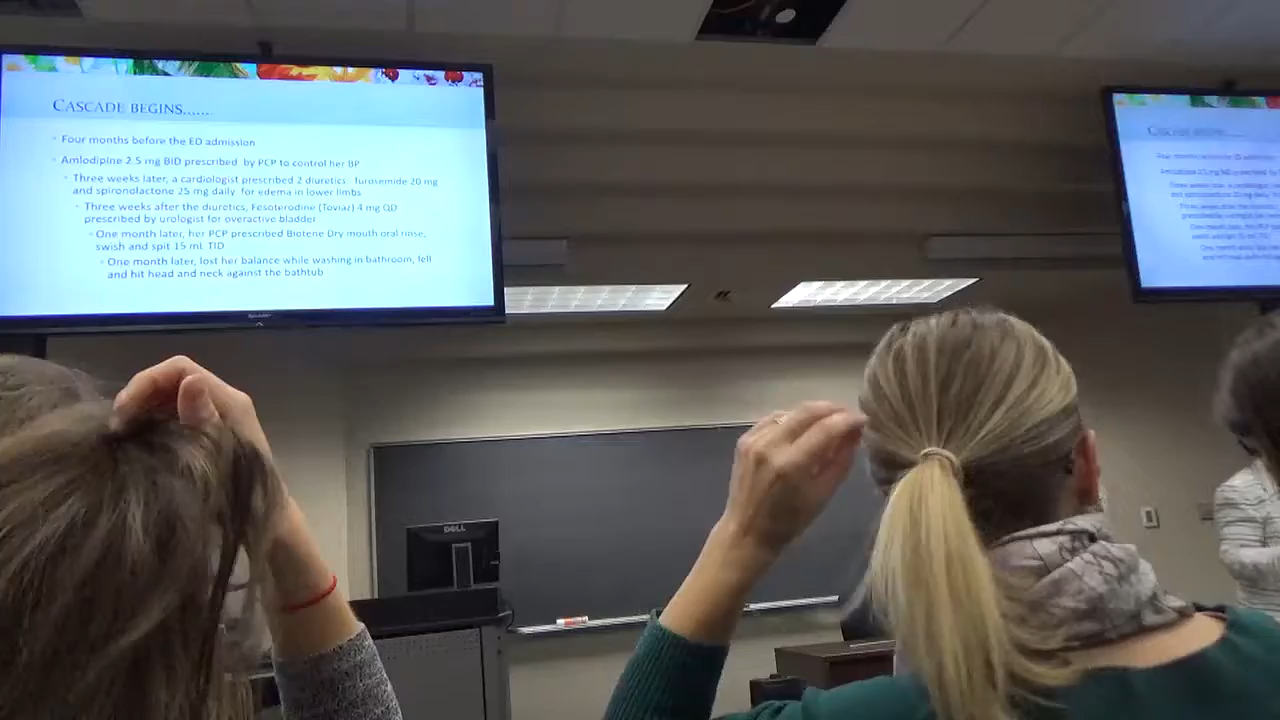 CASCADE BEGINS.......
Four months before the ED admission
Amlodipine 2.5 mg BID prescribed by PCP to control her BP
Three weeks later, a cardiologist prescribed 2 diuretics furosemide 20 mg
and spironolactone 25 mg daily for edema in lower limbs
Three weeks after the diuretics, Fesoterodine (Toviaz) 4 mg QD
prescribed by urologist for overactive bladder
One month later, her PCP prescribed Biotene Dry mouth oral rinse,
swish and spit 15 mL TID
One month later, lost her balance while washing in bathroom, fell
and hit head and neck against the bathtub
CASCADE BEGINS.......
DELL